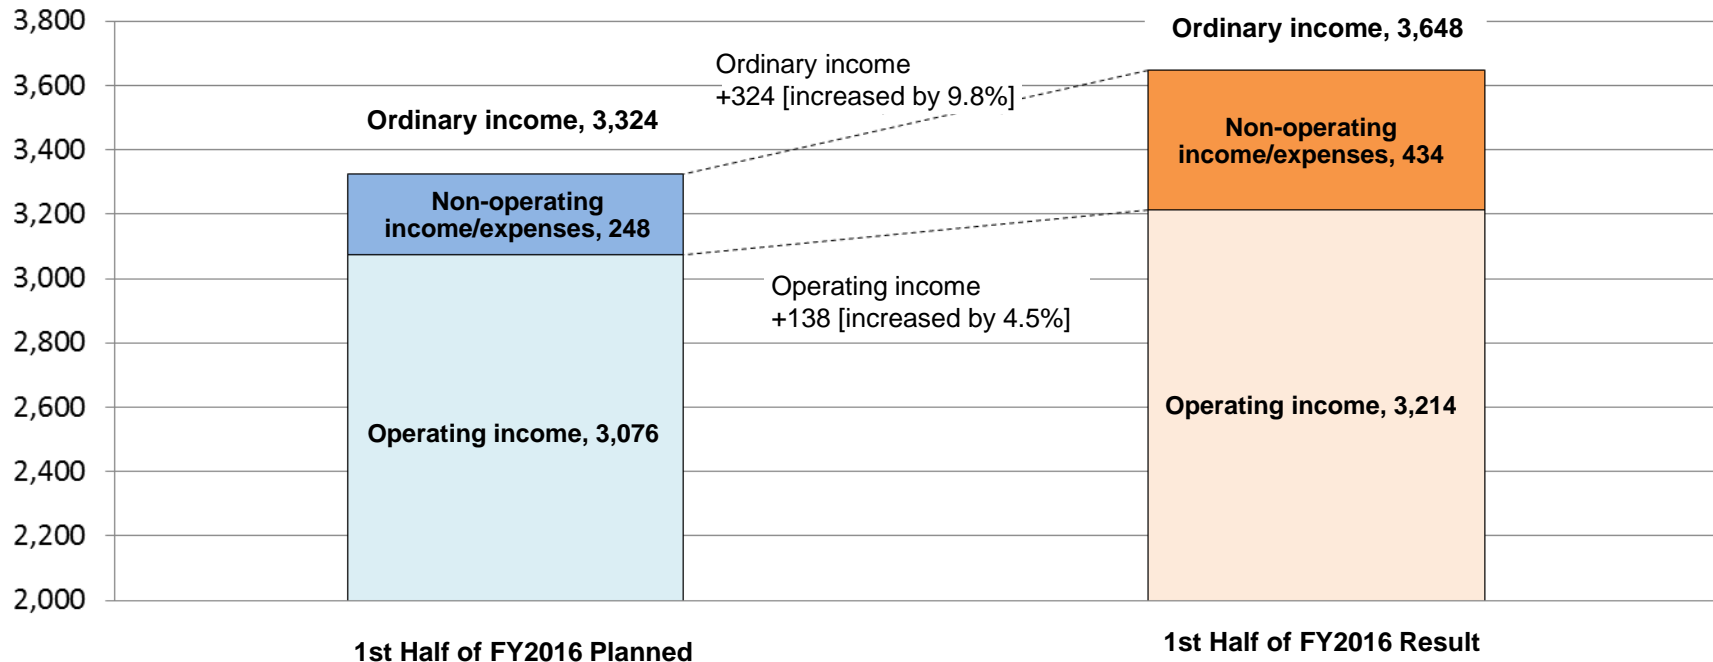 3,800
3,600
3,400
3,200
3,000
2,800
2,600
2,400
2,200
2,000
Ordinary income, 3,324
Non-operating
income/expenses, 248
Operating income, 3,076
1st Half of FY2016 Planned
Ordinary income
+324 [increased by 9.8%]
Operating income
+138 [increased by 4.5%]
Ordinary income, 3,648
Non-operating
income/expenses, 434
Operating income, 3,214
1st Half of FY2016 Result